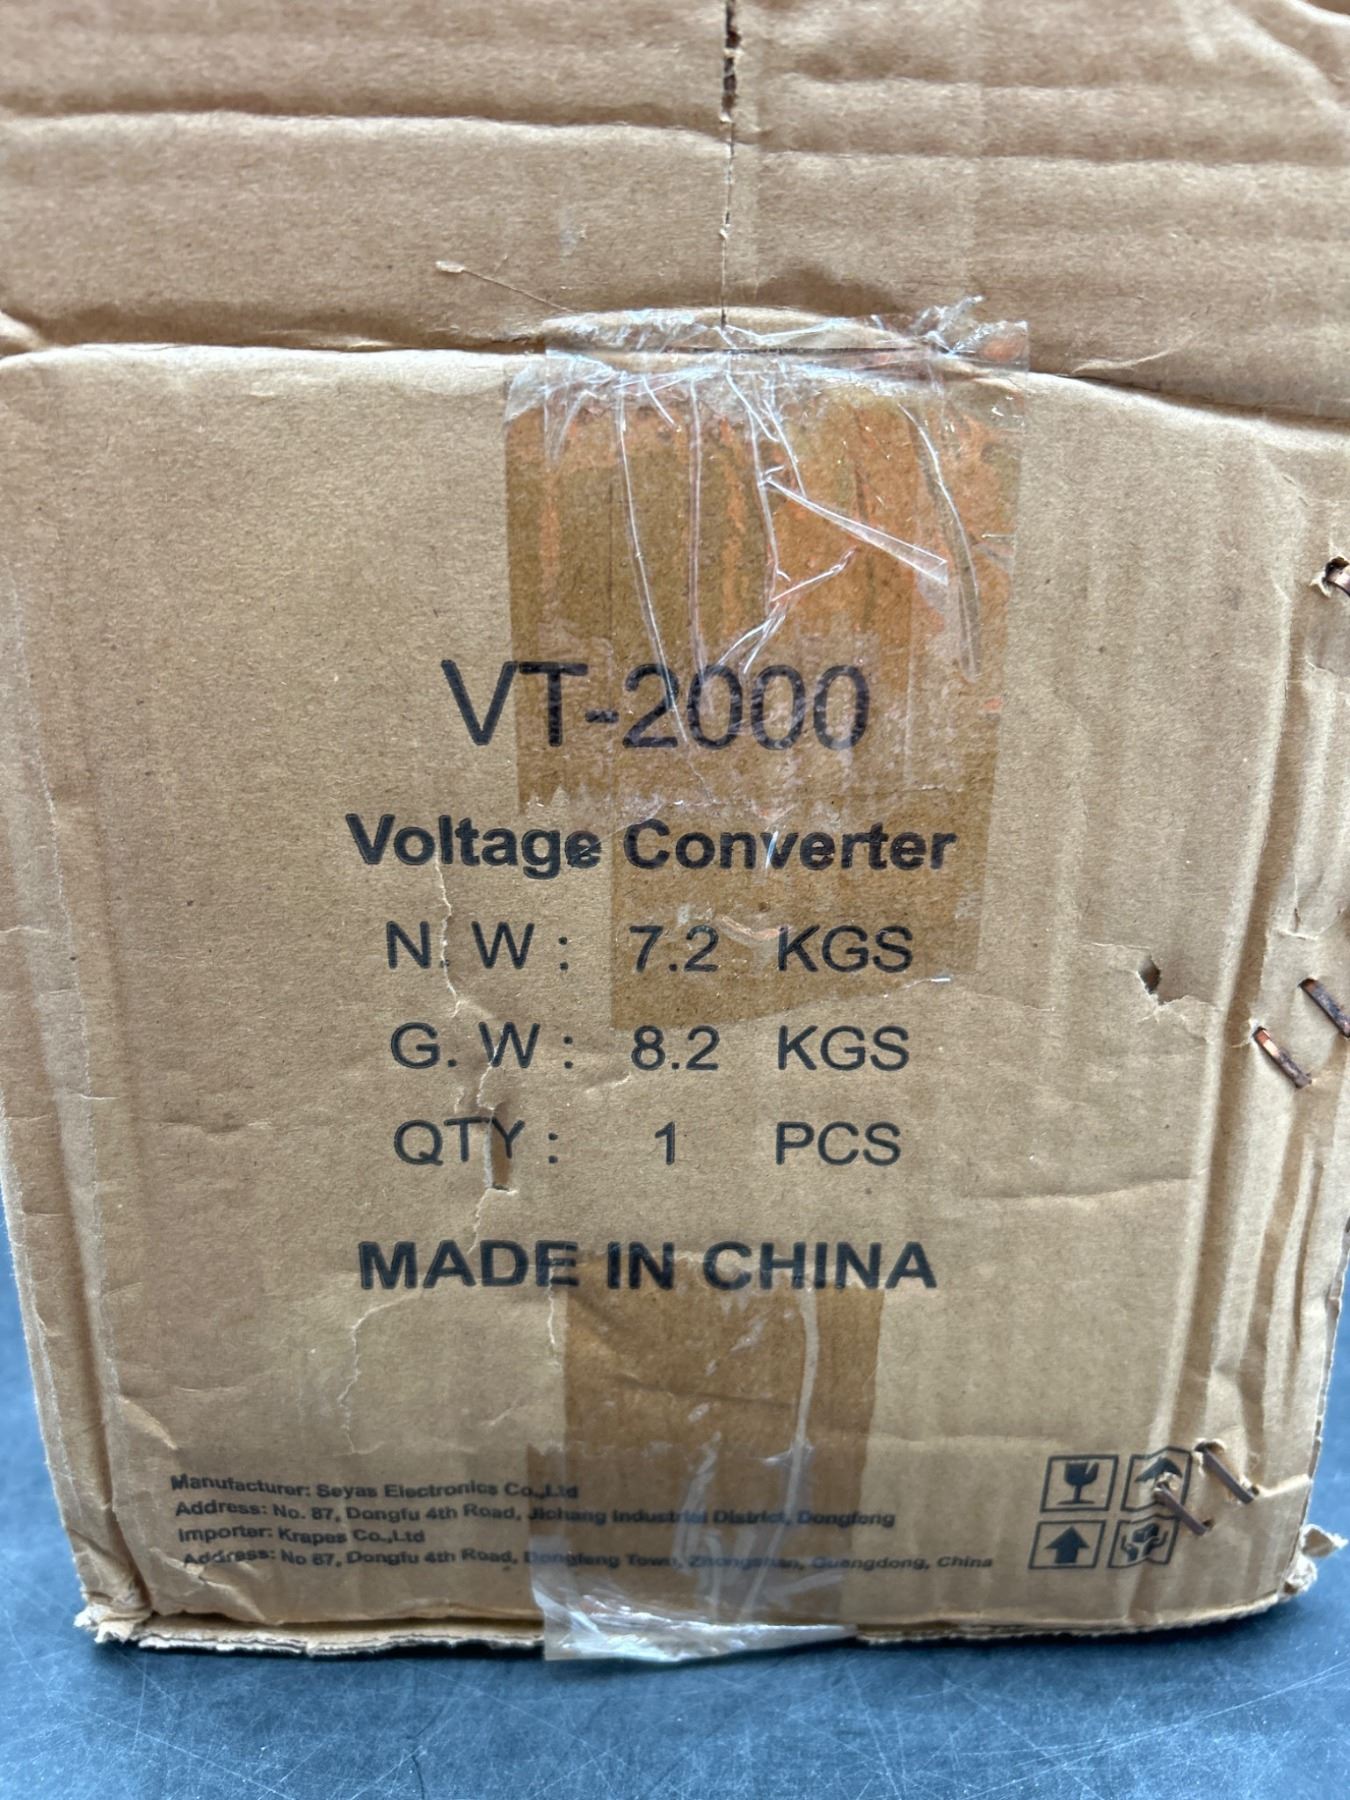 VT-2000
Voltage Converter
N. W : 7.2 KGS
G. W : 8.2 KGS
QTY : 1 PCS
MADE IN CHINA
Manufacturer: Seyas Electronics Co.,Ltd
Address: No. 87, Dongfu 4th Road, Jichang Industrial District, Dongfeng
Importer: Krapes Co.,Ltd
Address: No 87, Dongfu 4th Road, Dongfeng Town, Zhongshan, Guangdong, China